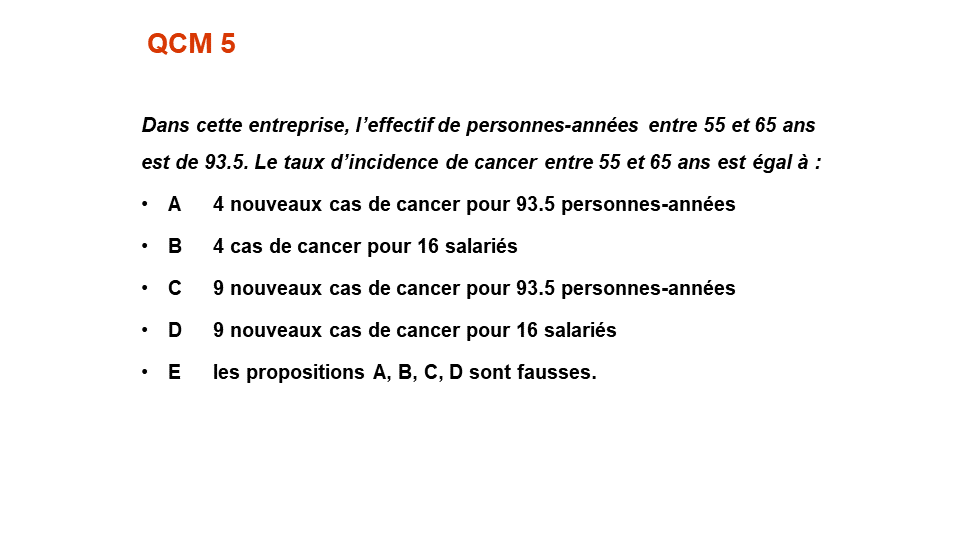 QCM 5
Dans cette entreprise, l’effectif de personnes-années entre 55 et 65 ans
est de 93.5. Le taux d’incidence de cancer entre 55 et 65 ans est égal à :
• A 4 nouveaux cas de cancer pour 93.5 personnes-années
• B 4 cas de cancer pour 16 salariés
• C 9 nouveaux cas de cancer pour 93.5 personnes-années
• D 9 nouveaux cas de cancer pour 16 salariés
• E les propositions A, B, C, D sont fausses.